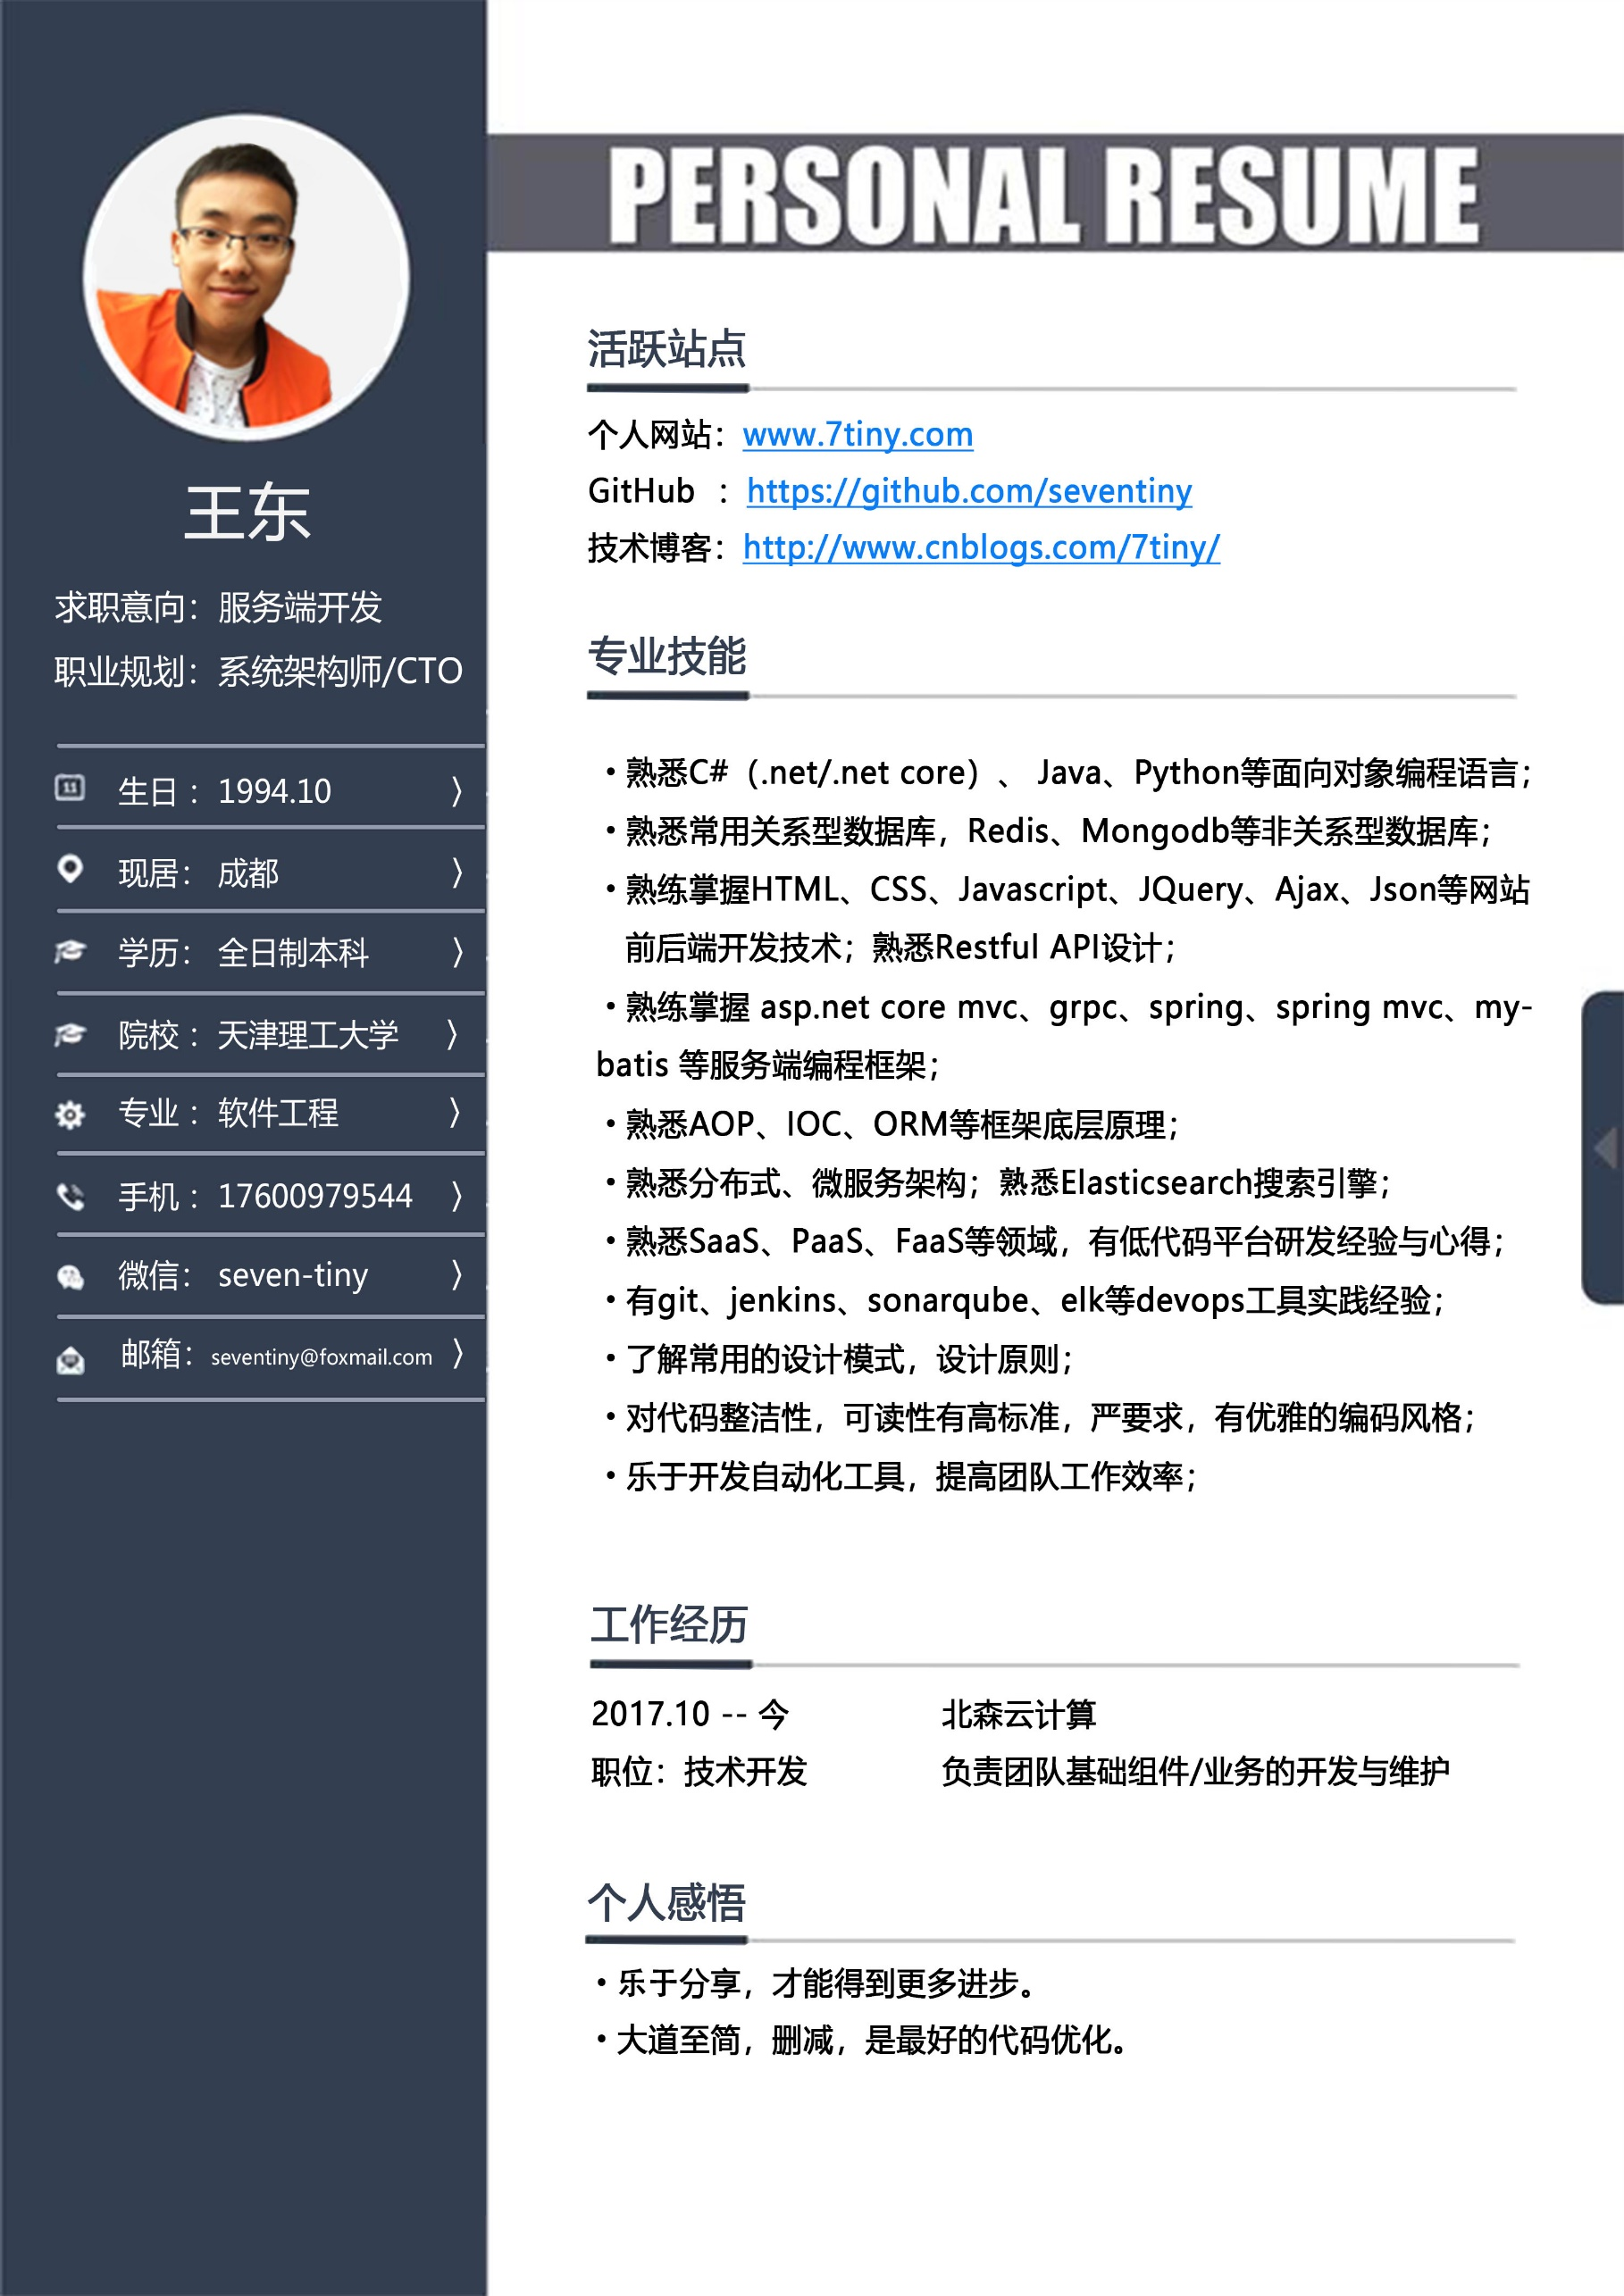 PERSONAL RESUME
王东
求职意向：服务端开发
职业规划：系统架构师/CTO
11
生日：1994.10 〉
现居：成都 〉
学历：全日制本科 〉
院校：天津理工大学 〉
专业：软件工程 〉
手机：17600979544 〉
微信：seven-tiny 〉
邮箱：seventiny@foxmail.com 〉
活跃站点
个人网站：www.7tiny.com
GitHub ：https://github.com/seventiny
技术博客：http://www.cnblogs.com/7tiny/
专业技能
·熟悉C#（.net/.net core）、 Java、Python等面向对象编程语言；
·熟悉常用关系型数据库，Redis、Mongodb等非关系型数据库；
·熟练掌握HTML、CSS、Javascript、JQuery、Ajax、Json等网站
前后端开发技术；熟悉Restful API设计；
·熟练掌握 asp.net core mvc、grpc、spring、spring mvc、my-
batis 等服务端编程框架；
·熟悉AOP、IOC、ORM等框架底层原理；
·熟悉分布式、微服务架构；熟悉Elasticsearch搜索引擎；
·熟悉SaaS、PaaS、FaaS等领域，有低代码平台研发经验与心得；
·有git、jenkins、sonarqube、elk等devops工具实践经验；
·了解常用的设计模式，设计原则；
·对代码整洁性，可读性有高标准，严要求，有优雅的编码风格；
·乐于开发自动化工具，提高团队工作效率；
工作经历
2017.10 -- 今 北森云计算
职位：技术开发 负责团队基础组件/业务的开发与维护
个人感悟
·乐于分享，才能得到更多进步。
·大道至简，删减，是最好的代码优化。